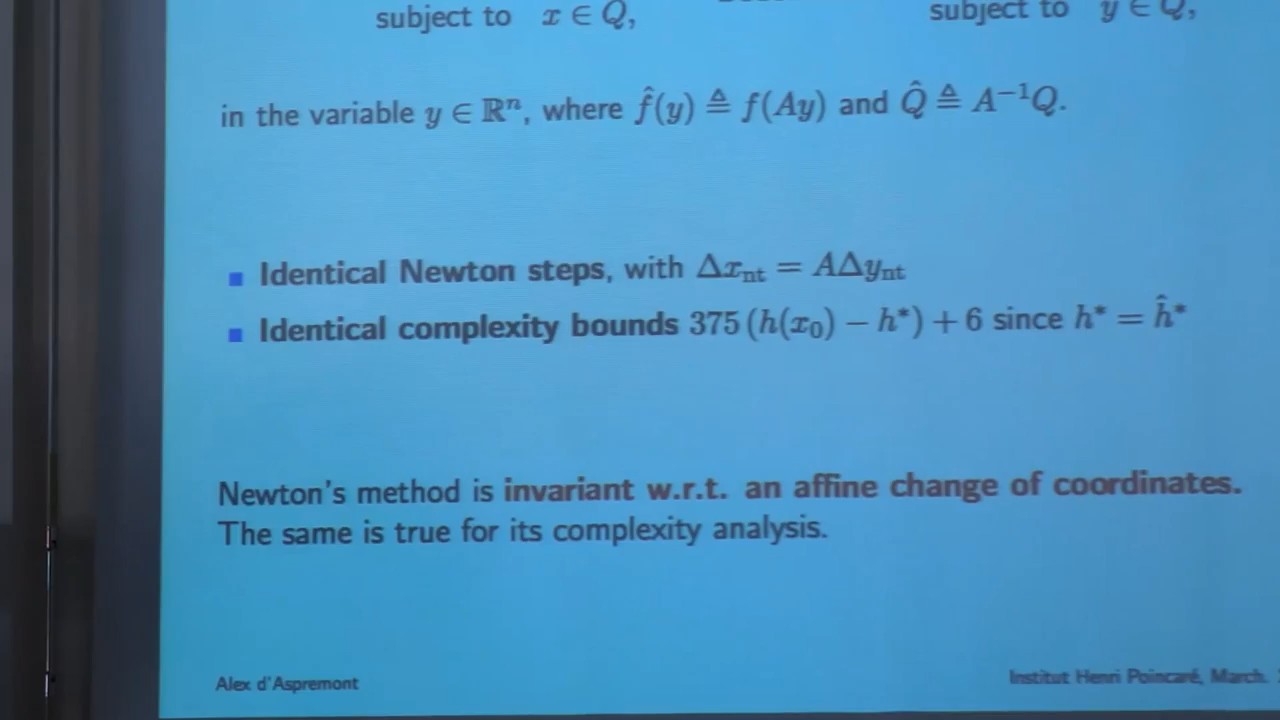 subject to x ∈ Q,
subject to y ∈ Q̂,
in the variable y ∈ ℝⁿ, where f̂(y) ≜ f(Ay) and Q̂ ≜ A⁻¹Q.
▪ Identical Newton steps, with Δxₙₜ = AΔyₙₜ
▪ Identical complexity bounds 375 (h(x₀) − h*) + 6 since h* = ĥ*
Newton's method is invariant w.r.t. an affine change of coordinates.
The same is true for its complexity analysis.
Alex d'Aspremont
Institut Henri Poincaré, March.